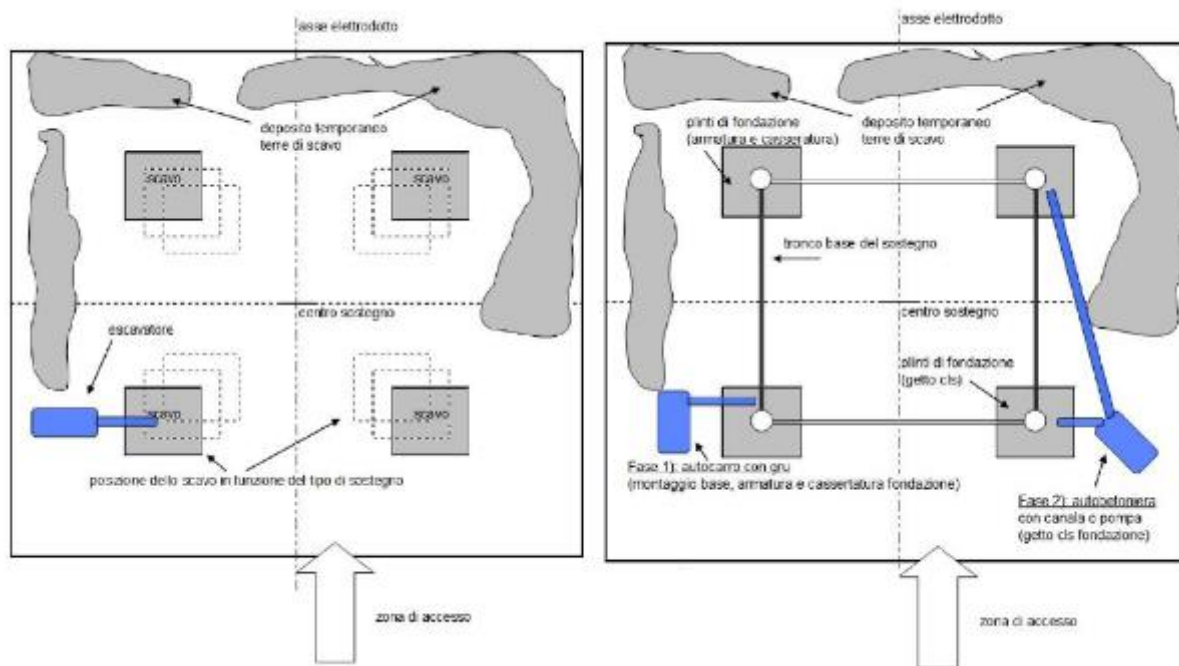 asse elettrodotto
deposito temporaneo
terre di scavo
scavo
scavo
centro sostegno
escavatore
scavo
scavo
posizione dello scavo in funzione del tipo di sostegno
zona di accesso
asse elettrodotto
plinti di fondazione
(armatura e casseratura)
deposito temporaneo
terre di scavo
tronco base del sostegno
centro sostegno
plinti di fondazione
(getto cls)
Fase 1): autocarro con gru
(montaggio base, armatura e cassertatura fondazione)
Fase 2): autobetoniera
con canala o pompa
(getto cls fondazione)
zona di accesso